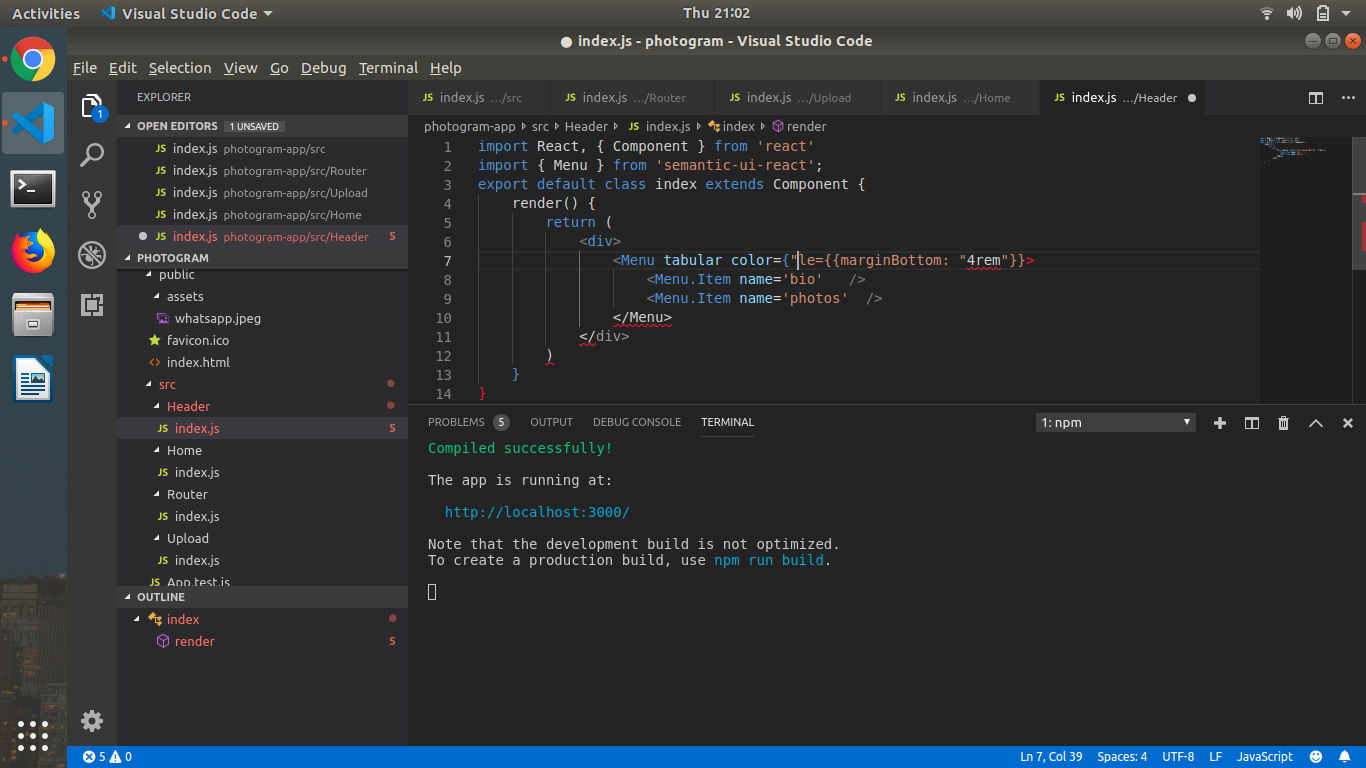 Activities Visual Studio Code Thu 21:02
● index.js - photogram - Visual Studio Code
File Edit Selection View Go Debug Terminal Help
1
EXPLORER
OPEN EDITORS 1 UNSAVED
JS index.js photogram-app/src
JS index.js photogram-app/src/Router
JS index.js photogram-app/src/Upload
JS index.js photogram-app/src/Home
● JS index.js photogram-app/src/Header 5
PHOTOGRAM
public
assets
whatsapp.jpeg
favicon.ico
<> index.html
src
Header
JS index.js 5
Home
JS index.js
Router
JS index.js
Upload
JS index.js
JS App.test.js
OUTLINE
index
render 5
JS index.js .../src JS index.js .../Router JS index.js .../Upload JS index.js .../Home JS index.js .../Header ●
photogram-app src Header JS index.js index render
1 import React, { Component } from 'react'
2 import { Menu } from 'semantic-ui-react';
3 export default class index extends Component {
4 render() {
5 return (
6 <div>
7 <Menu tabular color={"le={{marginBottom: "4rem"}}>
8 <Menu.Item name='bio' />
9 <Menu.Item name='photos' />
10 </Menu>
11 </div>
12 )
13 }
14 }
PROBLEMS 5 OUTPUT DEBUG CONSOLE TERMINAL 1: npm
Compiled successfully!
The app is running at:
http://localhost:3000/
Note that the development build is not optimized.
To create a production build, use npm run build.
5 0 Ln 7, Col 39 Spaces: 4 UTF-8 LF JavaScript